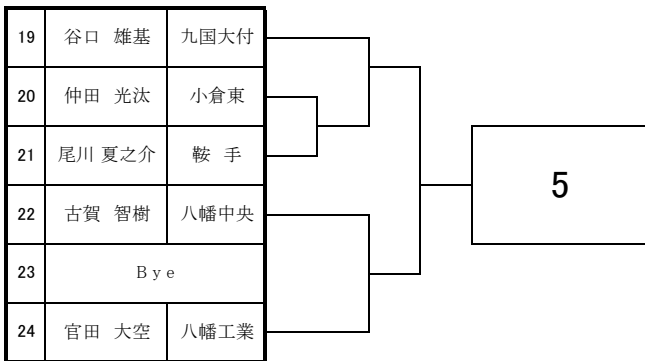 19 谷口 雄基 九国大付
20 仲田 光汰 小倉東
21 尾川 夏之介 鞍 手
22 古賀 智樹 八幡中央
23 Bye
24 官田 大空 八幡工業
5